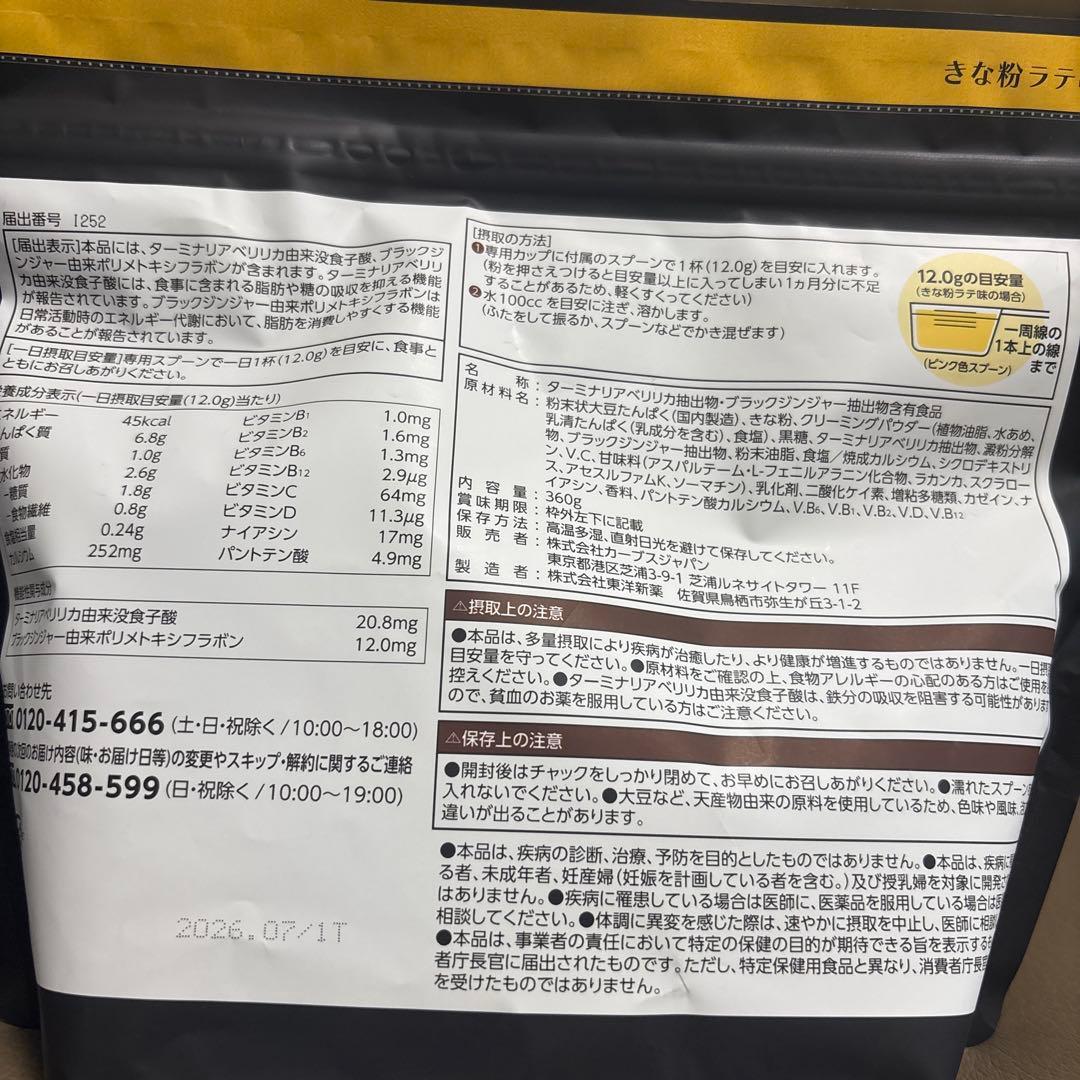 きな粉ラテ
届出番号 I252
[届出表示]本品には、ターミナリアベリリカ由来没食子酸、ブラックジ
ンジャー由来ポリメトキシフラボンが含まれます。ターミナリアベリリ
カ由来没食子酸には、食事に含まれる脂肪や糖の吸収を抑える機能
が報告されています。ブラックジンジャー由来ポリメトキシフラボンは
日常活動時のエネルギー代謝において、脂肪を消費しやすくする機能
があることが報告されています。
[一日摂取目安量]専用スプーンで一日1杯(12.0g)を目安に、食事と
ともにお召しあがりください。
養成分表示(一日摂取目安量(12.0g)当たり)
ネルギー 45kcal ビタミンB1 1.0mg
んぱく質 6.8g ビタミンB2 1.6mg
質 1.0g ビタミンB6 1.3mg
水化物 2.6g ビタミンB12 2.9μg
-糖質 1.8g ビタミンC 64mg
-食物繊維 0.8g ビタミンD 11.3μg
食塩相当量 0.24g ナイアシン 17mg
カルシウム 252mg パントテン酸 4.9mg
機能性関与成分
ターミナリアベリリカ由来没食子酸 20.8mg
ブラックジンジャー由来ポリメトキシフラボン 12.0mg
お問い合わせ先
0120-415-666 (土・日・祝除く/10:00~18:00)
次回のお届け内容(味・お届け日等)の変更やスキップ・解約に関するご連絡
0120-458-599 (日・祝除く/10:00~19:00)
2026.07/1T
[摂取の方法]
❶専用カップに付属のスプーンで1杯(12.0g)を目安に入れます。
(粉を押さえつけると目安量以上に入ってしまい1ヵ月分に不足
することがあるため、軽くすくってください)
❷水100ccを目安に注ぎ、溶かします。
(ふたをして振るか、スプーンなどでかき混ぜます)
12.0gの目安量
(きな粉ラテ味の場合)
一周線の
1本上の線
まで
(ピンク色スプーン)
名称:ターミナリアベリリカ抽出物・ブラックジンジャー抽出物含有食品
原材料名:粉末状大豆たんぱく(国内製造)、きな粉、クリーミングパウダー(植物油脂、水あめ、
乳清たんぱく(乳成分を含む)、食塩)、黒糖、ターミナリアベリリカ抽出物、澱粉分解
物、ブラックジンジャー抽出物、粉末油脂、食塩/焼成カルシウム、シクロデキストリ
ン、V.C、甘味料(アスパルテーム・L-フェニルアラニン化合物、ラカンカ、スクラロー
ス、アセスルファムK、ソーマチン)、乳化剤、二酸化ケイ素、増粘多糖類、カゼイン、ナ
イアシン、香料、パントテン酸カルシウム、V.B6、V.B1、V.B2、V.D、V.B12
内容量:360g
賞味期限:枠外左下に記載
保存方法:高温多湿、直射日光を避けて保存してください。
販売者:株式会社カーブスジャパン
東京都港区芝浦3-9-1 芝浦ルネサイトタワー 11F
製造者:株式会社東洋新薬 佐賀県鳥栖市弥生が丘3-1-2
⚠摂取上の注意
●本品は、多量摂取により疾病が治癒したり、より健康が増進するものではありません。一日摂
目安量を守ってください。●原材料をご確認の上、食物アレルギーの心配のある方はご使用を
控えください。●ターミナリアベリリカ由来没食子酸は、鉄分の吸収を阻害する可能性がありま
ので、貧血のお薬を服用している方はご注意ください。
⚠保存上の注意
●開封後はチャックをしっかり閉めて、お早めにお召しあがりください。●濡れたスプーン
入れないでください。●大豆など、天産物由来の原料を使用しているため、色味や風味、
違いが出ることがあります。
●本品は、疾病の診断、治療、予防を目的としたものではありません。●本品は、疾病に
る者、未成年者、妊産婦(妊娠を計画している者を含む。)及び授乳婦を対象に開発
はありません。●疾病に罹患している場合は医師に、医薬品を服用している場合は
相談してください。●体調に異変を感じた際は、速やかに摂取を中止し、医師に相談
●本品は、事業者の責任において特定の保健の目的が期待できる旨を表示する
者庁長官に届出されたものです。ただし、特定保健用食品と異なり、消費者庁長
を受けたものではありません。